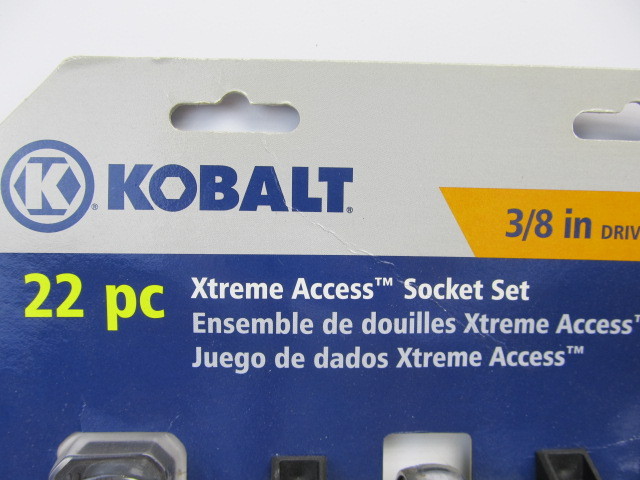 K® KOBALT®
3/8 in DRIV
22 pc
Xtreme Access™ Socket Set
Ensemble de douilles Xtreme Access™
Juego de dados Xtreme Access™